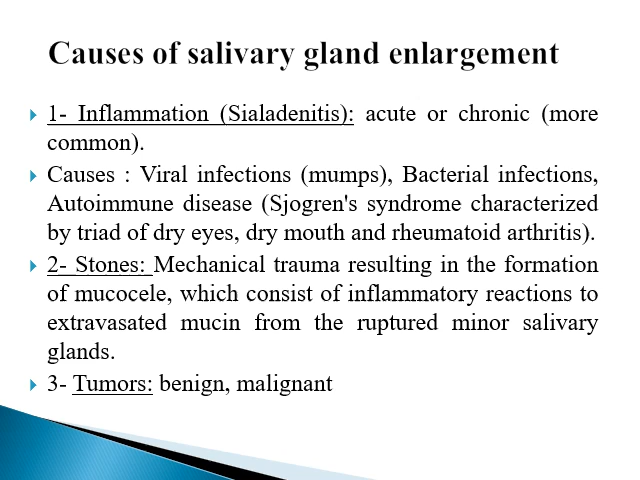 Causes of salivary gland enlargement
1- Inflammation (Sialadenitis): acute or chronic (more
common).
Causes : Viral infections (mumps), Bacterial infections,
Autoimmune disease (Sjogren's syndrome characterized
by triad of dry eyes, dry mouth and rheumatoid arthritis).
2- Stones: Mechanical trauma resulting in the formation
of mucocele, which consist of inflammatory reactions to
extravasated mucin from the ruptured minor salivary
glands.
3- Tumors: benign, malignant